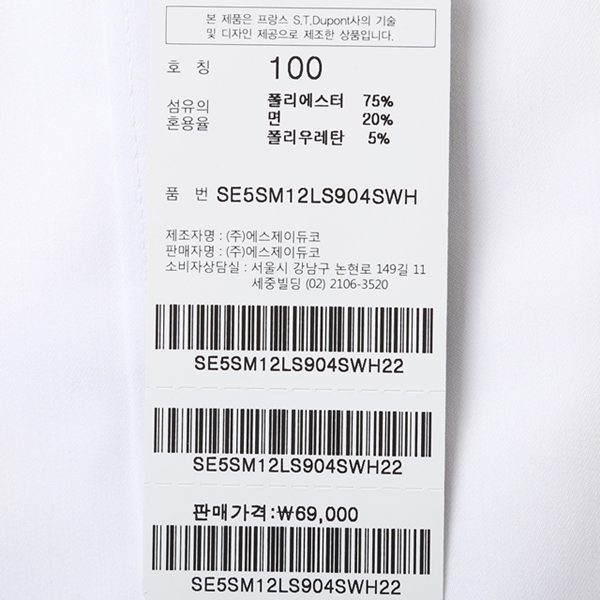 본 제품은 프랑스 S.T.Dupont사의 기술
및 디자인 제공으로 제조한 상품입니다.
호 칭 100
섬유의 혼용율
폴리에스터 75%
면 20%
폴리우레탄 5%
품 번 SE5SM12LS904SWH
제조자명 : (주)에스제이듀코
판매자명 : (주)에스제이듀코
소비자상담실 : 서울시 강남구 논현로 149길 11
세중빌딩 (02) 2106-3520
SE5SM12LS904SWH22
SE5SM12LS904SWH22
판매가격:₩69,000
SE5SM12LS904SWH22